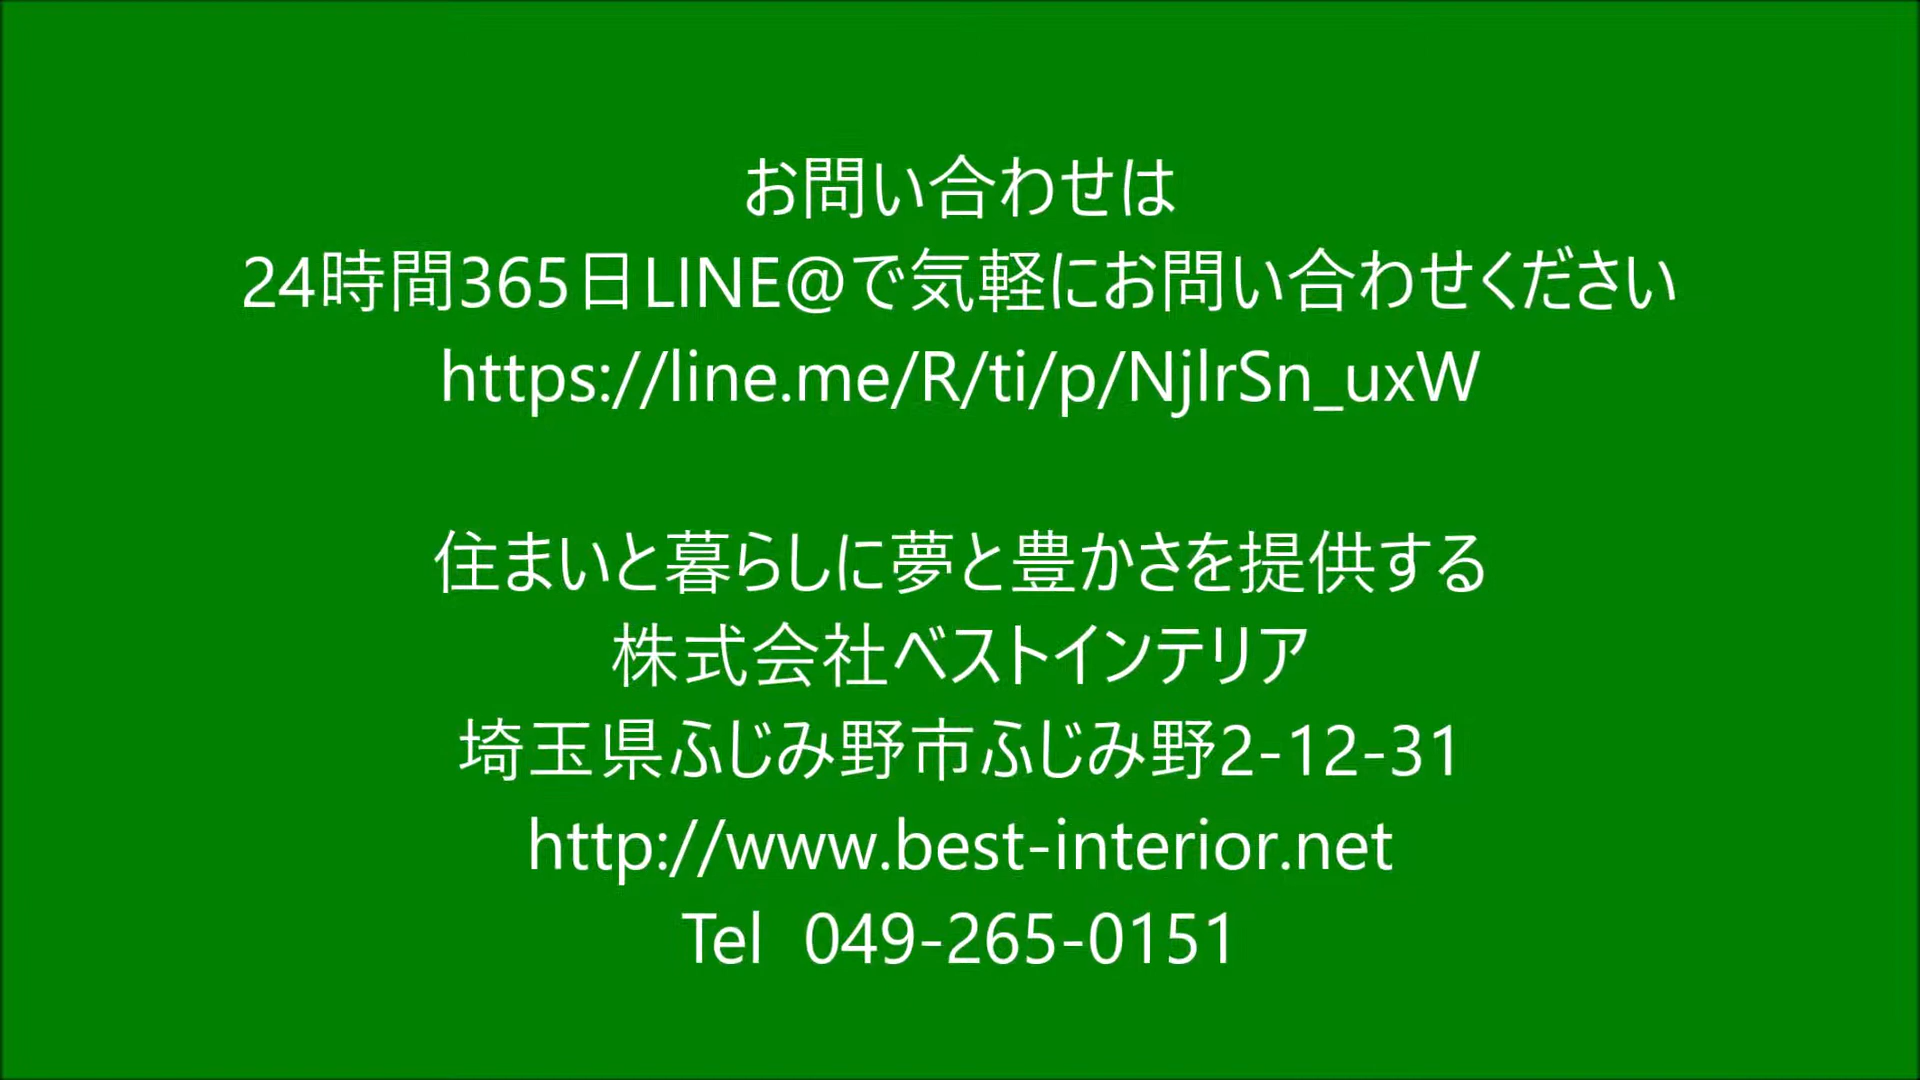 お問い合わせは
24時間365日LINE@で気軽にお問い合わせください
https://line.me/R/ti/p/NjlrSn_uxW
住まいと暮らしに夢と豊かさを提供する
株式会社ベストインテリア
埼玉県ふじみ野市ふじみ野2-12-31
http://www.best-interior.net
Tel  049-265-0151